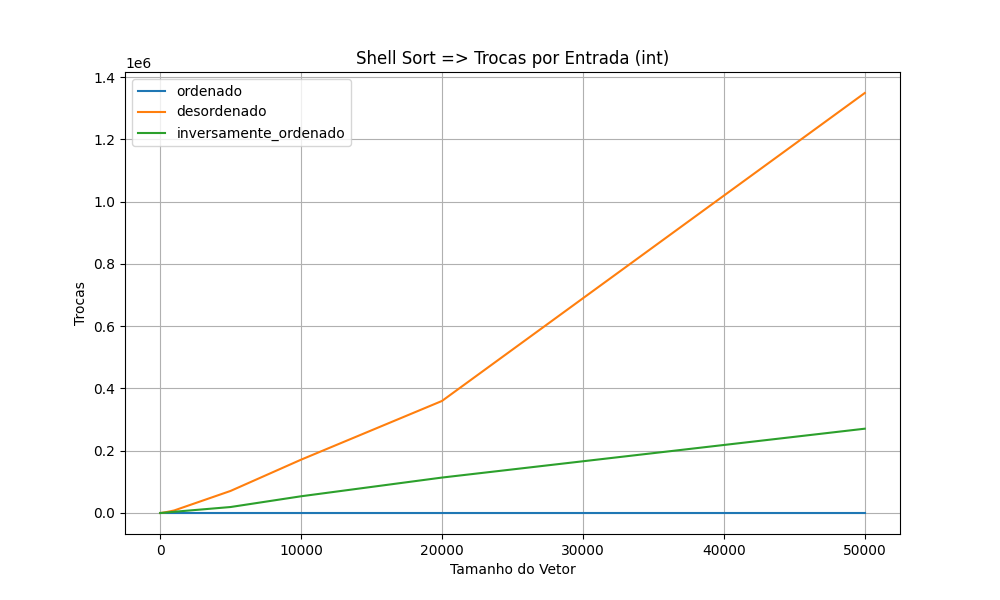 Shell Sort => Trocas por Entrada (int)
1e6
1.4
1.2
1.0
0.8
0.6
0.4
0.2
0.0
Trocas
ordenado
desordenado
inversamente_ordenado
0
10000
20000
30000
40000
50000
Tamanho do Vetor